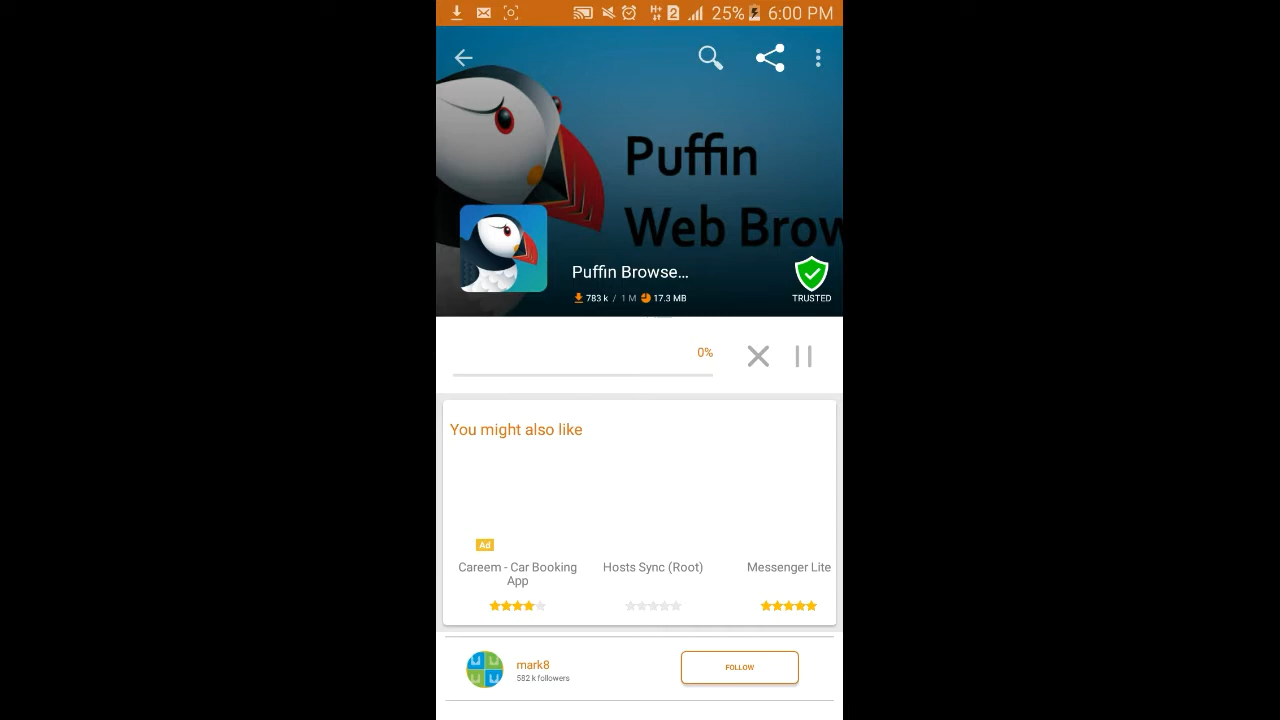 2 25% 6:00 PM
Puffin
Web Brow
Puffin Browse...
783 k / 1 M 17.3 MB
TRUSTED
0%
You might also like
Ad
Careem - Car Booking
App
Hosts Sync (Root)
Messenger Lite
mark8
582 k followers
FOLLOW